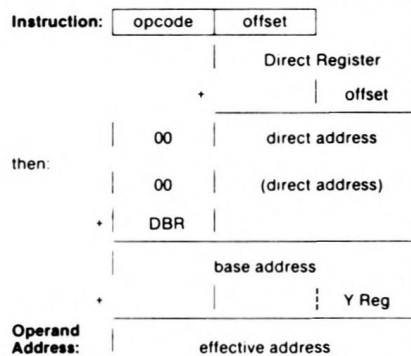 Instruction: opcode offset
Direct Register
+ offset
00 direct address
then:
00 (direct address)
+ DBR
base address
+ Y Reg
Operand
Address: effective address